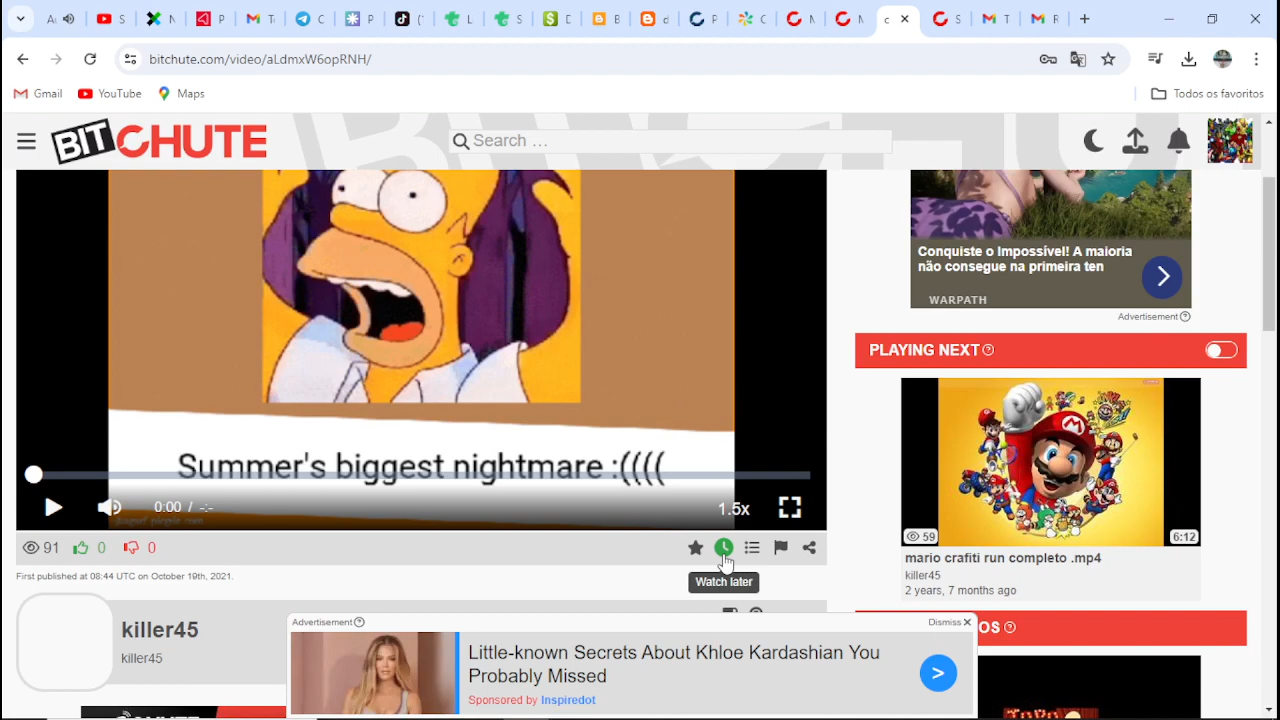 A
S
N
P
T
C
P
(
L
S
D
B
d
P
C
M
M
c
S
T
R
bitchute.com/video/aLdmxW6opRNH/
Gmail YouTube Maps Todos os favoritos
BITCHUTE Search ...
Summer's biggest nightmare :((((
0:00 / -:-
1.5x
91 0 0
Watch later
First published at 08:44 UTC on October 19th, 2021.
killer45
killer45
Conquiste o Impossível! A maioria
não consegue na primeira ten
WARPATH
Advertisement
PLAYING NEXT
59 6:12
mario crafiti run completo .mp4
killer45
2 years, 7 months ago
OS
Advertisement Dismiss
Little-known Secrets About Khloe Kardashian You
Probably Missed
Sponsored by Inspiredot